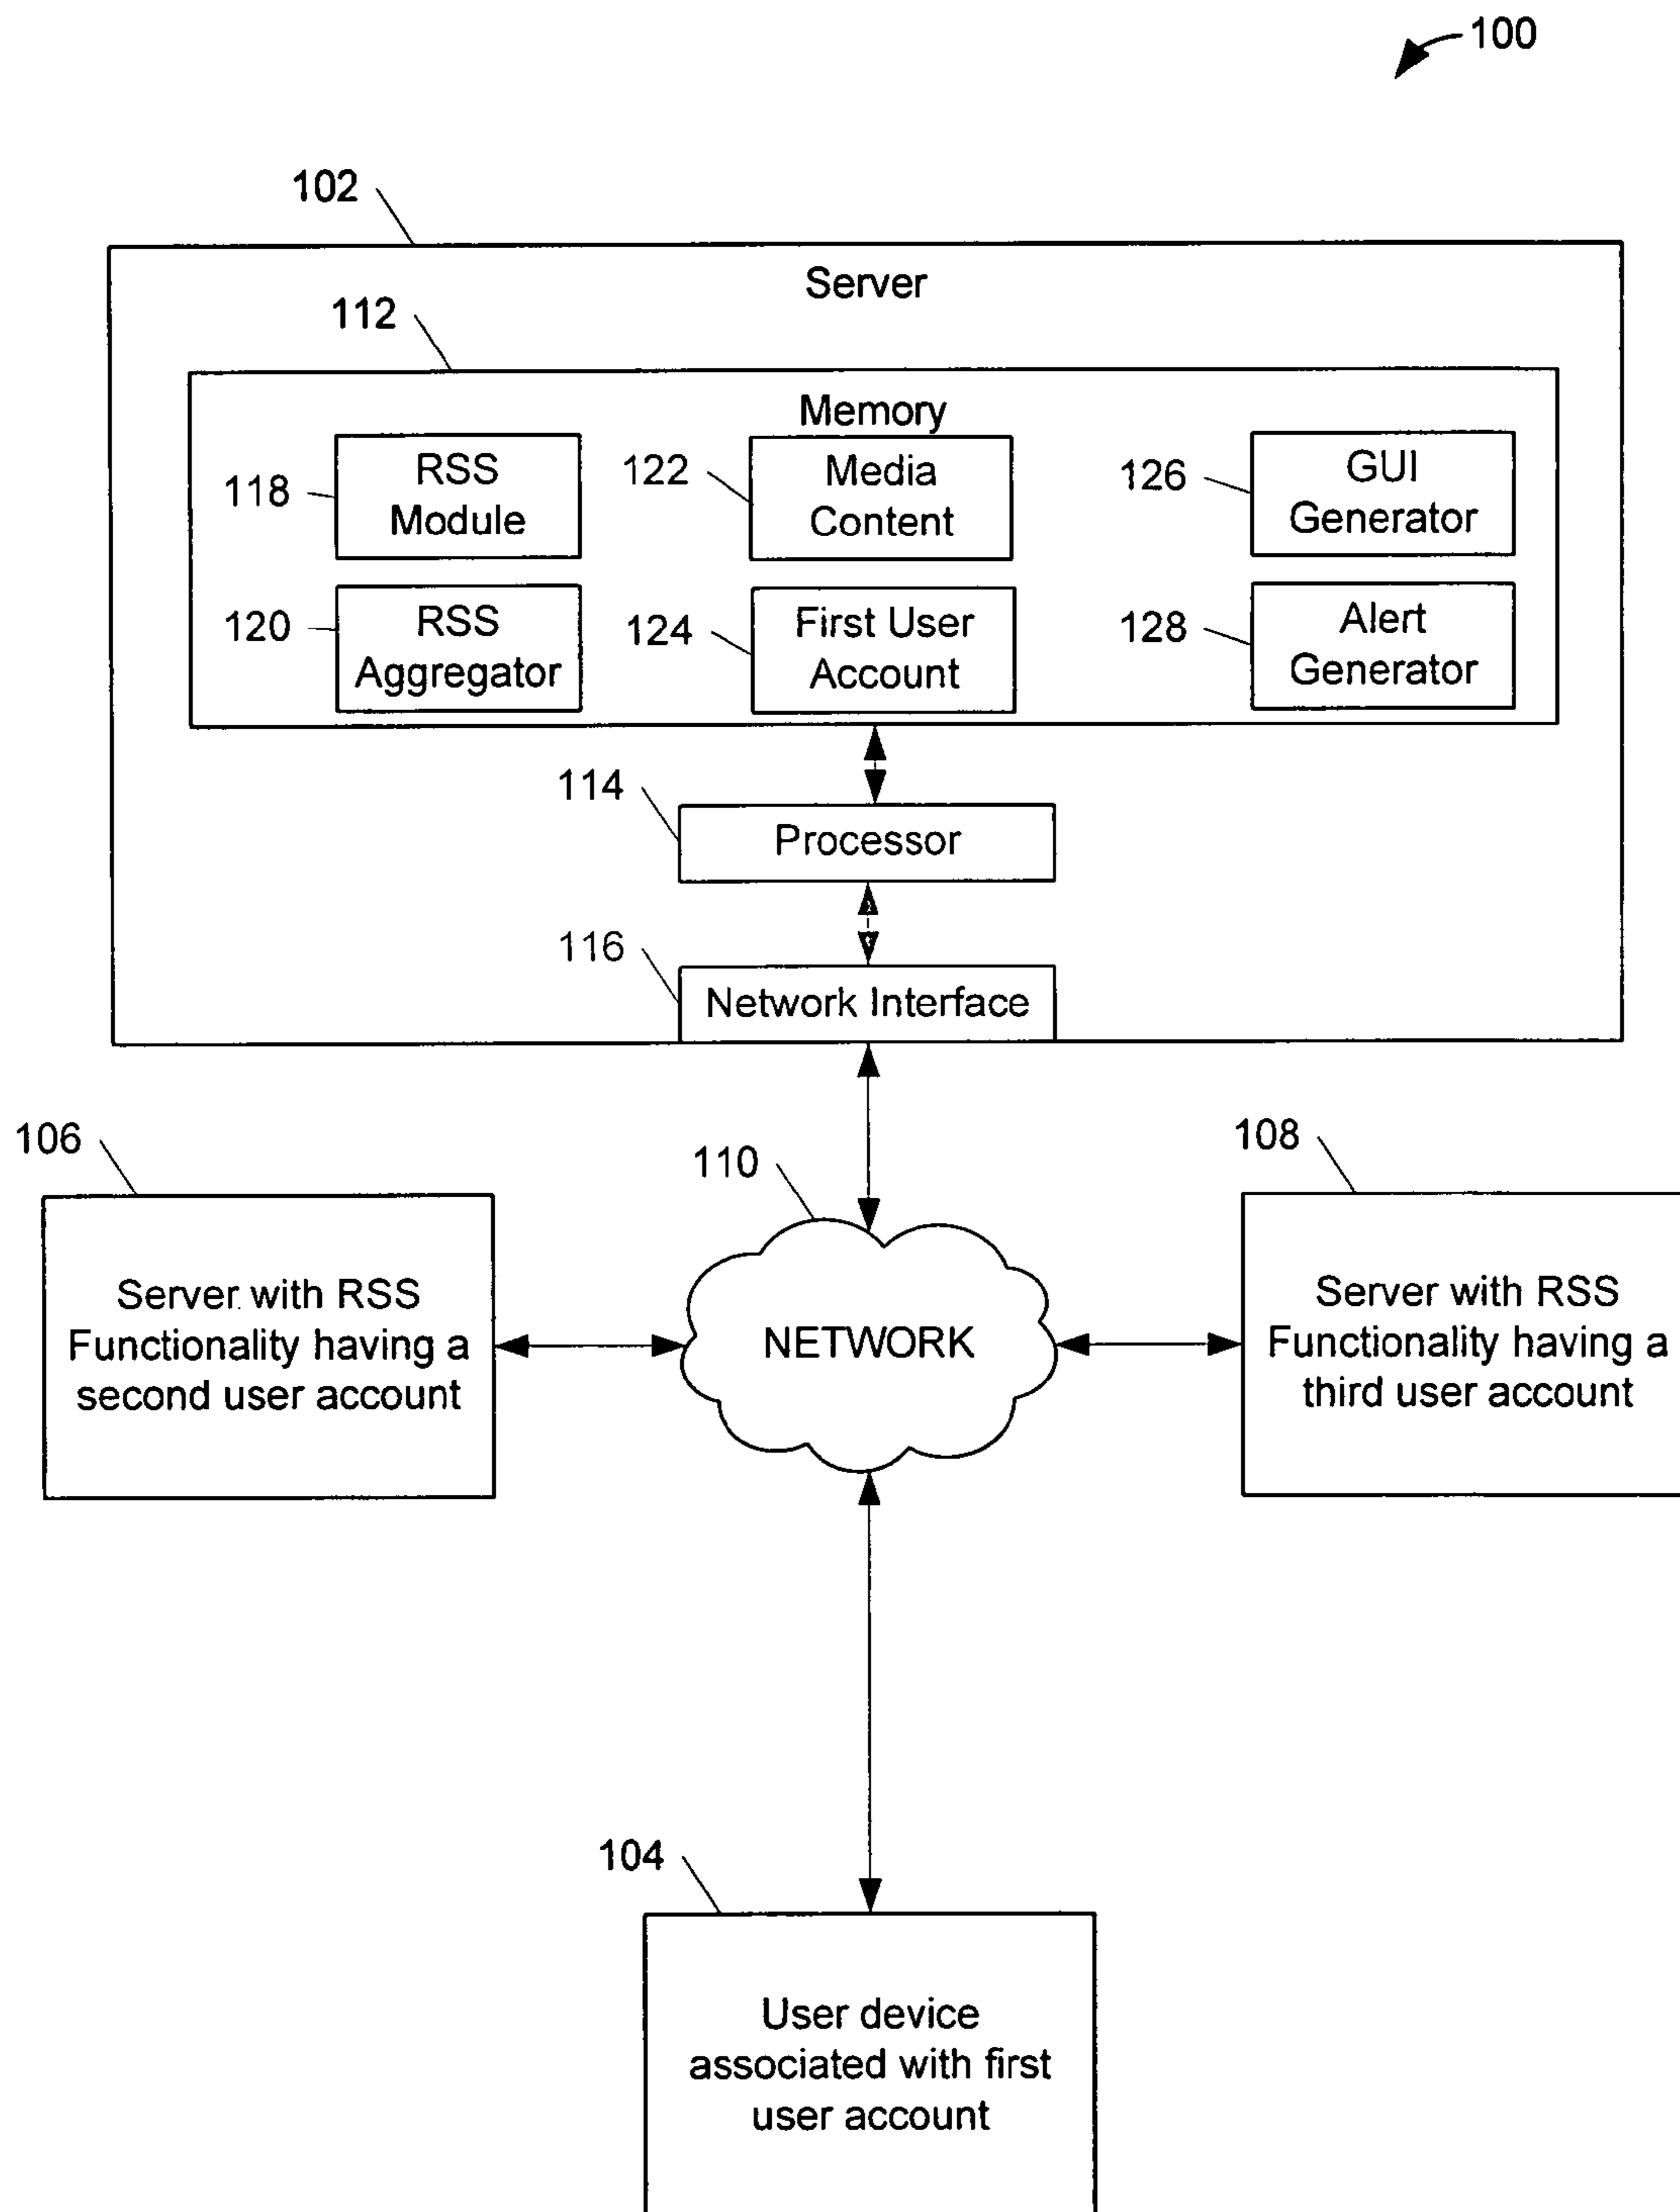 100
102
Server
112
Memory
118
RSS
Module
122
Media
Content
126
GUI
Generator
120
RSS
Aggregator
124
First User
Account
128
Alert
Generator
114
Processor
116
Network Interface
106
110
108
Server with RSS
Functionality having a
second user account
NETWORK
Server with RSS
Functionality having a
third user account
104
User device
associated with first
user account